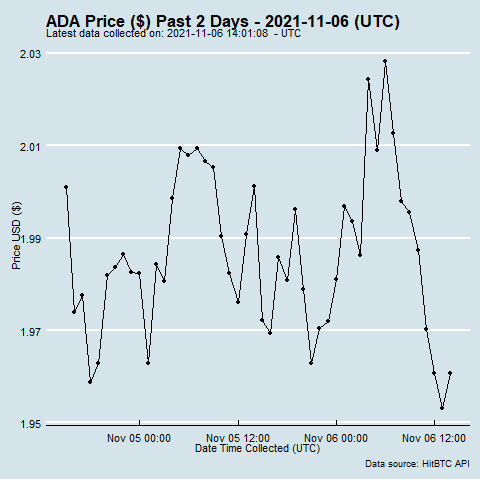 ADA Price ($) Past 2 Days - 2021-11-06 (UTC)
Latest data collected on: 2021-11-06 14:01:08 - UTC
2.03
2.01
1.99
1.97
1.95
Price USD ($)
Nov 05 00:00 Nov 05 12:00 Nov 06 00:00 Nov 06 12:00
Date Time Collected (UTC)
Data source: HitBTC API